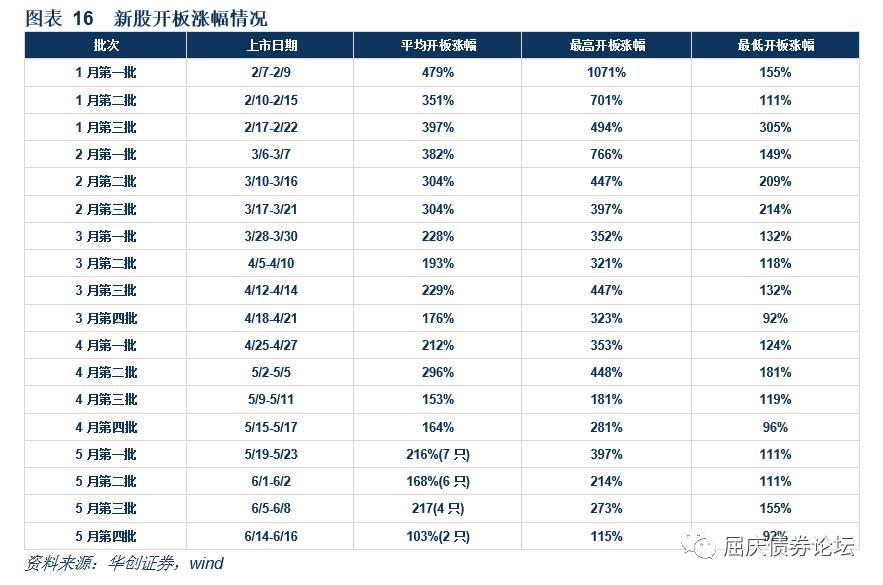 图表 16 新股开板涨幅情况
批次 上市日期 平均开板涨幅 最高开板涨幅 最低开板涨幅
1 月第一批 2/7-2/9 479% 1071% 155%
1 月第二批 2/10-2/15 351% 701% 111%
1 月第三批 2/17-2/22 397% 494% 305%
2 月第一批 3/6-3/7 382% 766% 149%
2 月第二批 3/10-3/16 304% 447% 209%
2 月第三批 3/17-3/21 304% 397% 214%
3 月第一批 3/28-3/30 228% 352% 132%
3 月第二批 4/5-4/10 193% 321% 118%
3 月第三批 4/12-4/14 229% 447% 132%
3 月第四批 4/18-4/21 176% 323% 92%
4 月第一批 4/25-4/27 212% 353% 124%
4 月第二批 5/2-5/5 296% 448% 181%
4 月第三批 5/9-5/11 153% 181% 119%
4 月第四批 5/15-5/17 164% 281% 96%
5 月第一批 5/19-5/23 216%(7 只) 397% 111%
5 月第二批 6/1-6/2 168%(6 只) 214% 111%
5 月第三批 6/5-6/8 217(4 只) 273% 155%
5 月第四批 6/14-6/16 103%(2 只) 115% 92%
屈庆债券论坛
资料来源：华创证券，wind